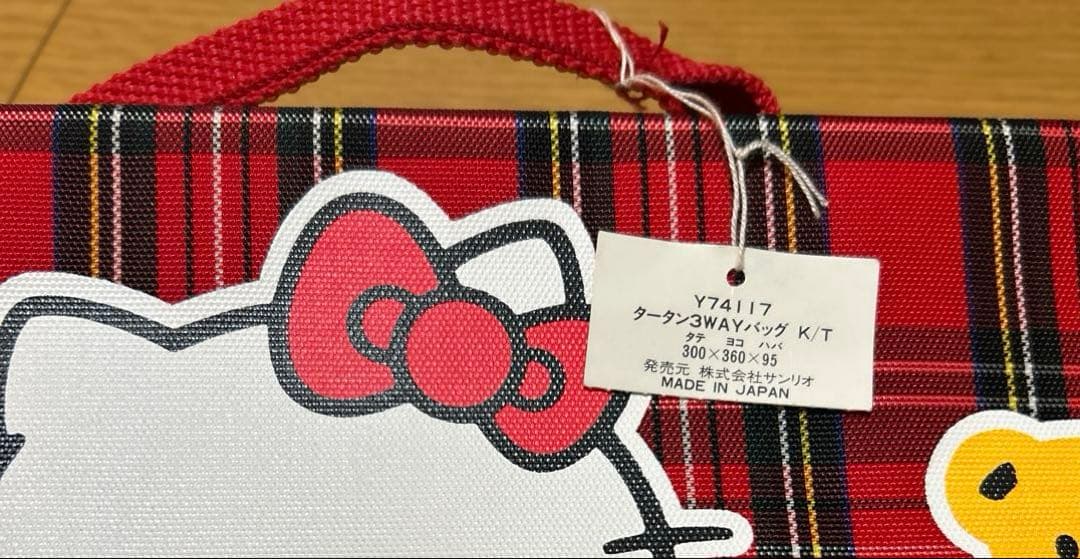 Y74117
タータン3WAYバッグ K/T
タテ ヨコ ハバ
300×360×95
発売元 株式会社サンリオ
MADE IN JAPAN